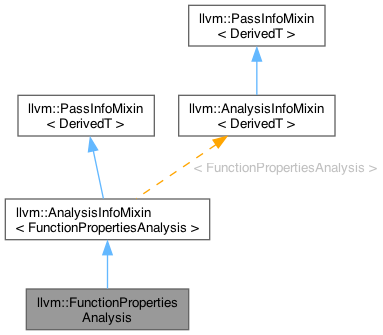 llvm::PassInfoMixin
< DerivedT >
llvm::PassInfoMixin
< DerivedT >
llvm::AnalysisInfoMixin
< DerivedT >
< FunctionPropertiesAnalysis >
llvm::AnalysisInfoMixin
< FunctionPropertiesAnalysis >
llvm::FunctionProperties
Analysis